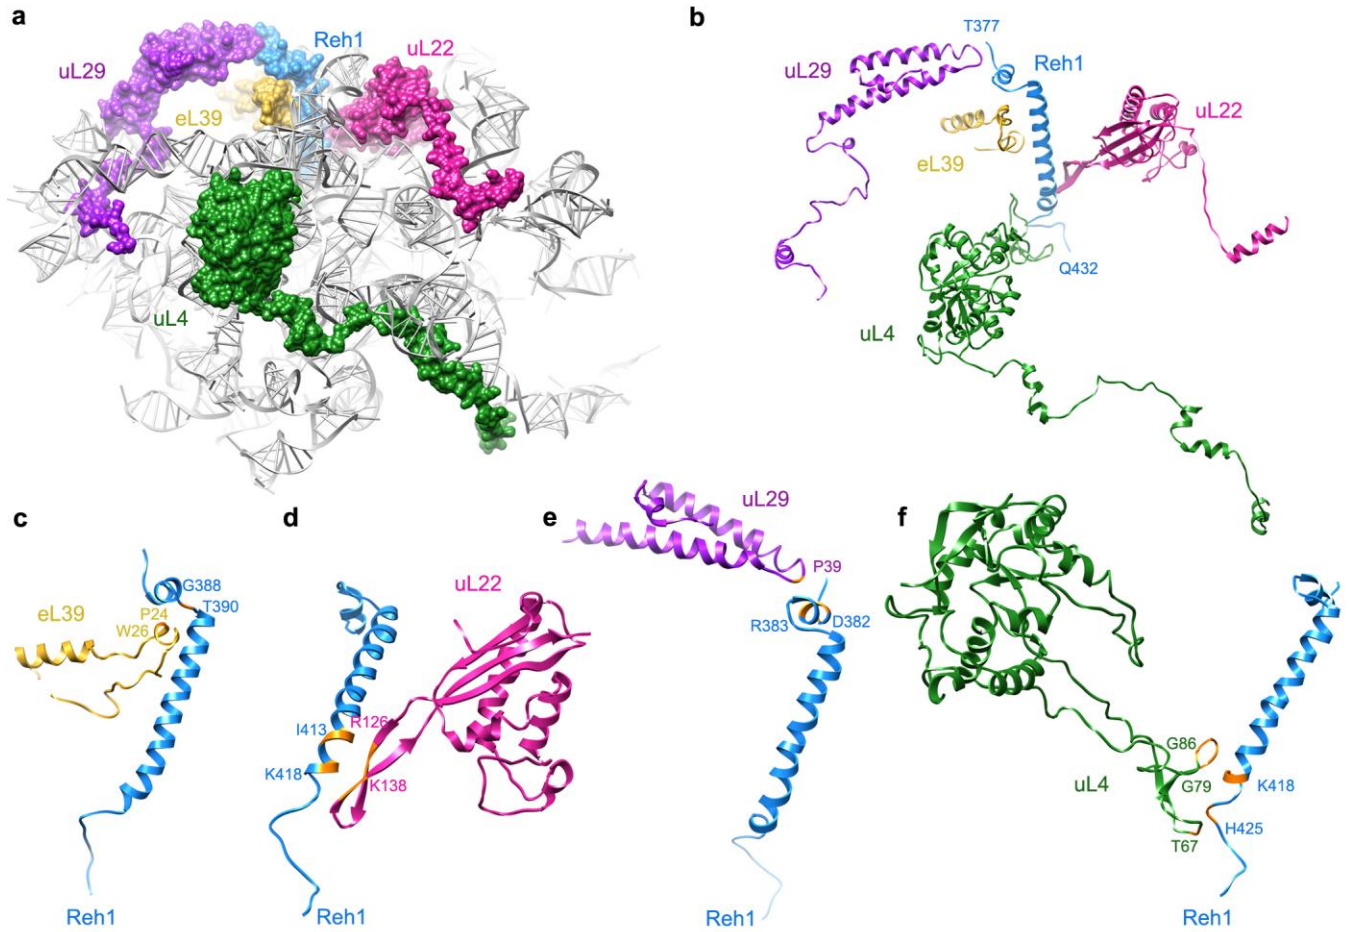 a
Reh1
uL22
uL29
eL39
uL4
b
T377
Reh1
uL29
uL22
eL39
Q432
uL4
c
G388
T390
eL39
P24
W26
Reh1
d
uL22
R126
I413
K418
K138
Reh1
e
uL29
P39
R383
D382
Reh1
f
G86
uL4
G79
K418
H425
T67
Reh1